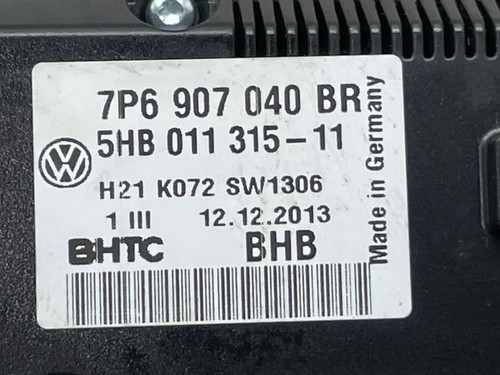 7P6 907 040 BR
5HB 011 315-11
H21 K072 SW1306
1 III 12.12.2013
BHTC BHB
Made in Germany